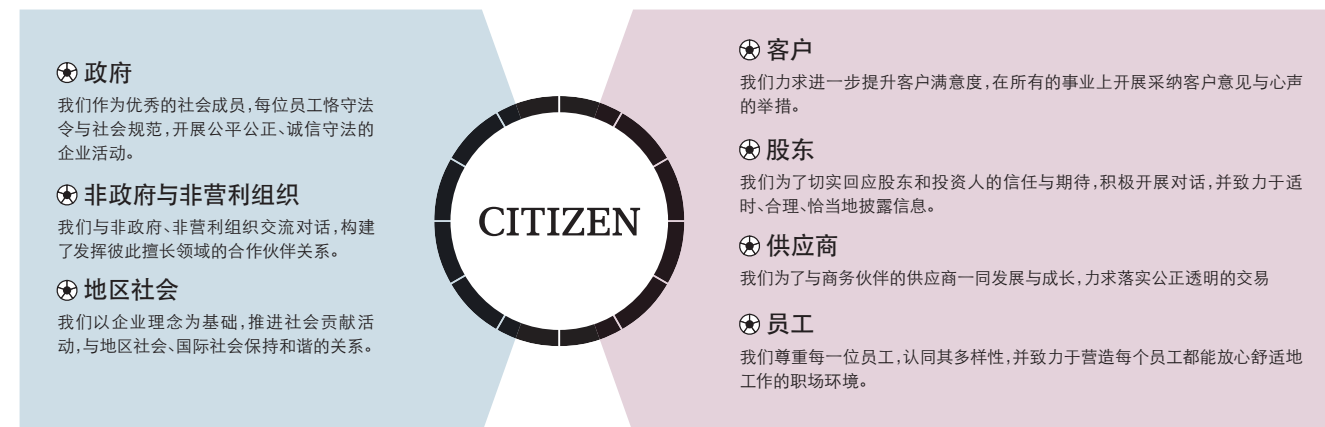 政府
我们作为优秀的社会成员,每位员工恪守法
令与社会规范,开展公平公正、诚信守法的
企业活动。
非政府与非营利组织
我们与非政府、非营利组织交流对话,构建
了发挥彼此擅长领域的合作伙伴关系。
地区社会
我们以企业理念为基础,推进社会贡献活
动,与地区社会、国际社会保持和谐的关系。
CITIZEN
客户
我们力求进一步提升客户满意度,在所有的事业上开展采纳客户意见与心声
的举措。
股东
我们为了切实回应股东和投资人的信任与期待,积极开展对话,并致力于适
时、合理、恰当地披露信息。
供应商
我们为了与商务伙伴的供应商一同发展与成长,力求落实公正透明的交易
员工
我们尊重每一位员工,认同其多样性,并致力于营造每个员工都能放心舒适地
工作的职场环境。